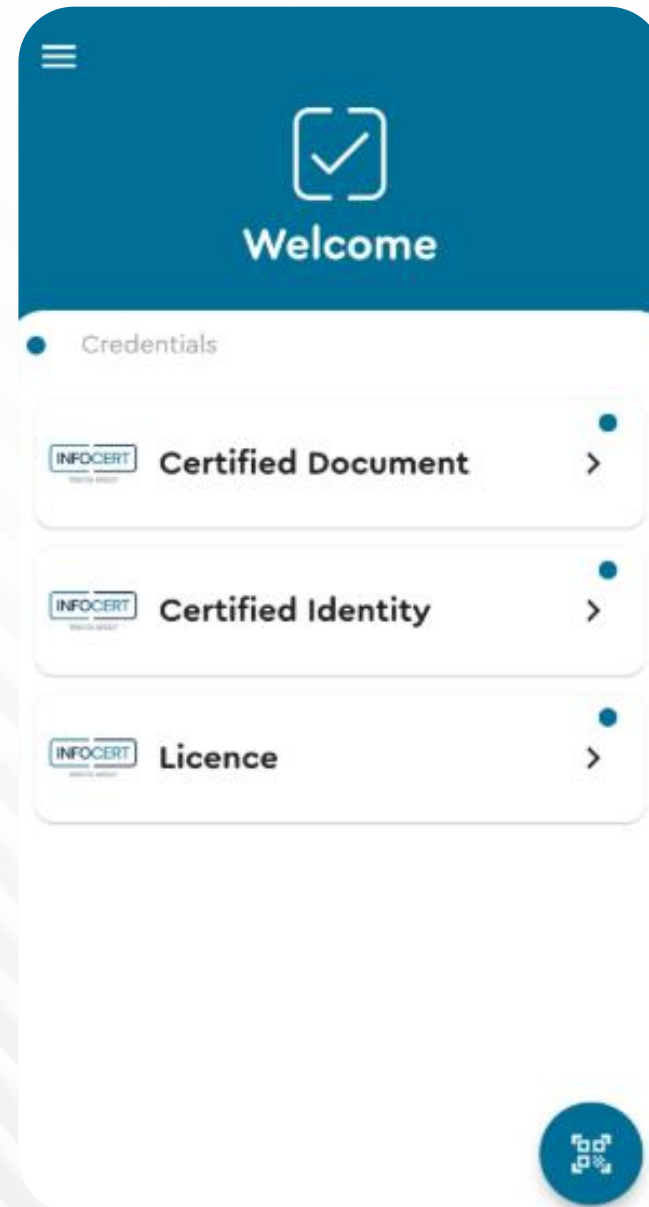 Welcome
Credentials
INFOCERT
Certified Document
INFOCERT
Certified Identity
INFOCERT
Licence